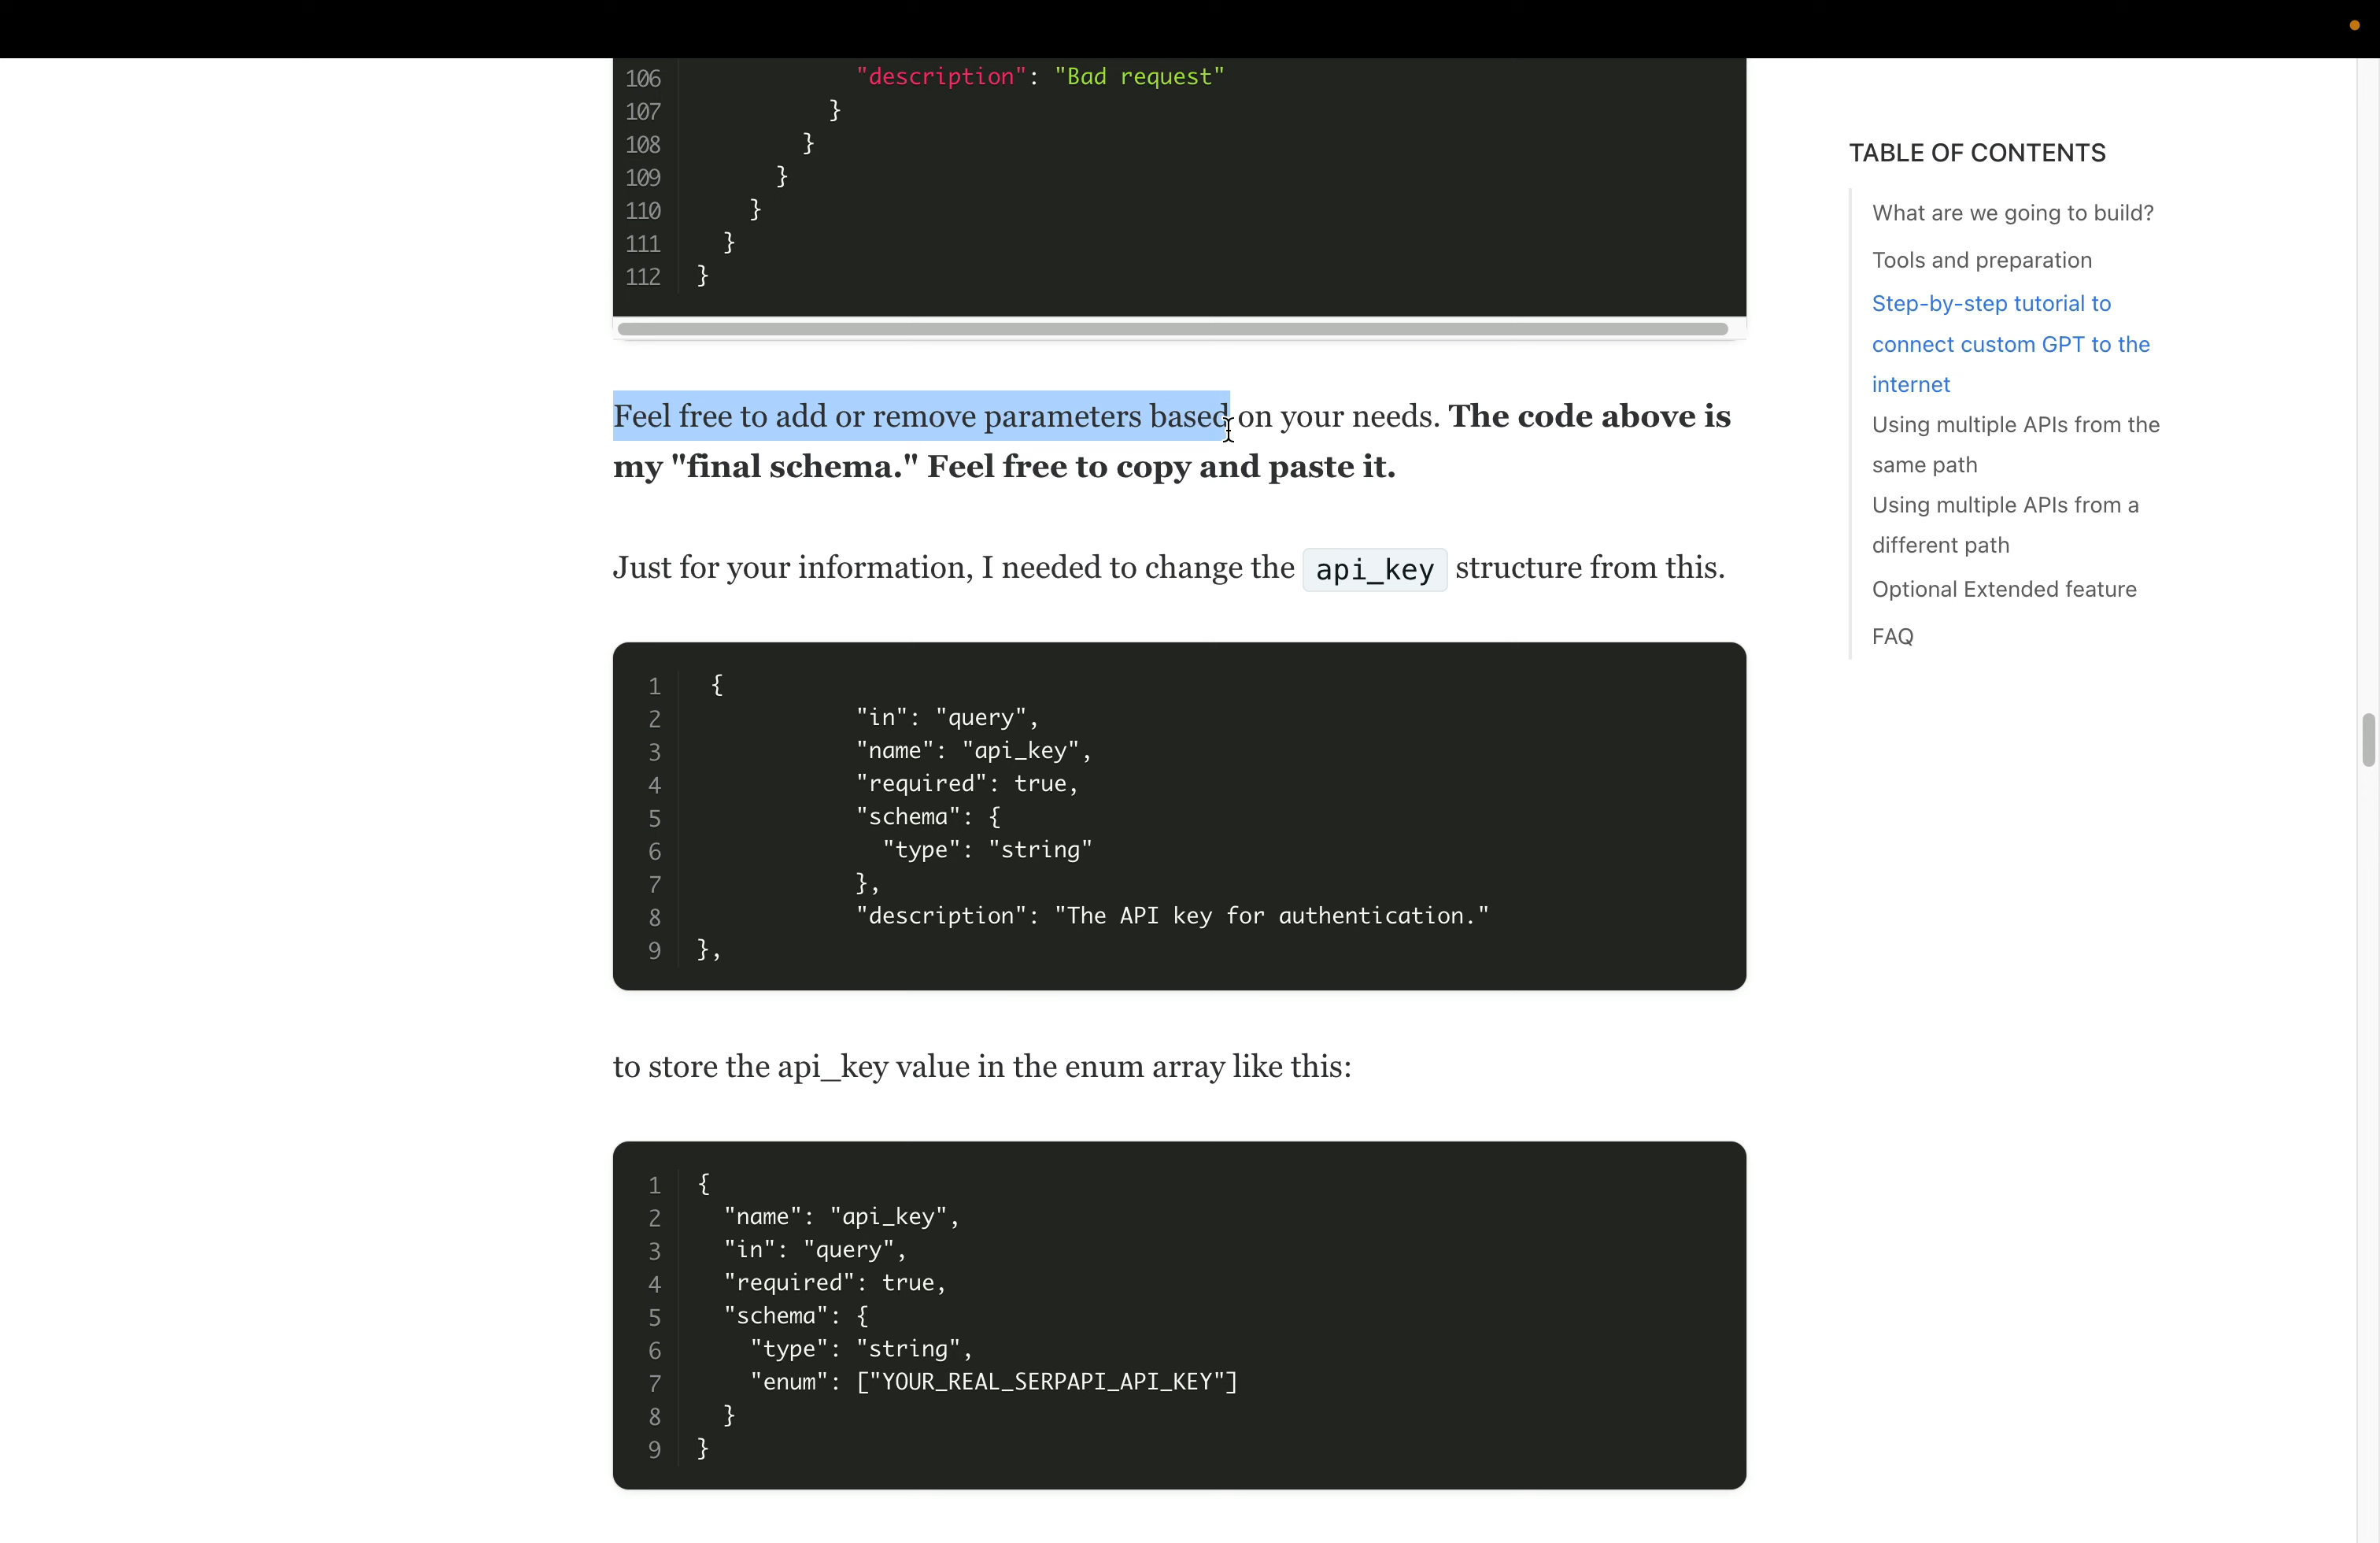 106 "description": "Bad request"
107 }
108 }
109 }
110 }
111 }
112 }
Feel free to add or remove parameters based on your needs. The code above is
my "final schema." Feel free to copy and paste it.
Just for your information, I needed to change the api_key structure from this.
1 {
2 "in": "query",
3 "name": "api_key",
4 "required": true,
5 "schema": {
6 "type": "string"
7 },
8 "description": "The API key for authentication."
9 },
to store the api_key value in the enum array like this:
1 {
2 "name": "api_key",
3 "in": "query",
4 "required": true,
5 "schema": {
6 "type": "string",
7 "enum": ["YOUR_REAL_SERPAPI_API_KEY"]
8 }
9 }
TABLE OF CONTENTS
What are we going to build?
Tools and preparation
Step-by-step tutorial to
connect custom GPT to the
internet
Using multiple APIs from the
same path
Using multiple APIs from a
different path
Optional Extended feature
FAQ